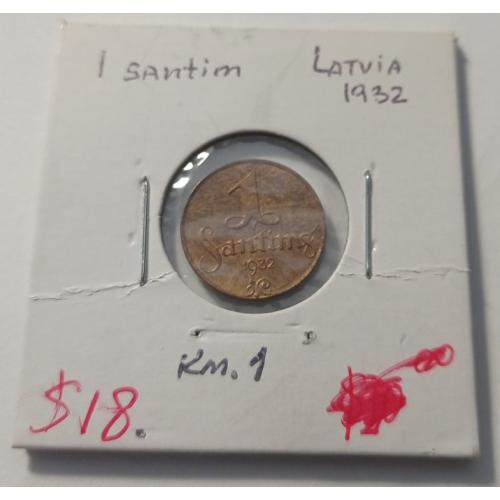 1 SANTIM LATVIA
1932
1
Santims
1932
KM. 1
$18.